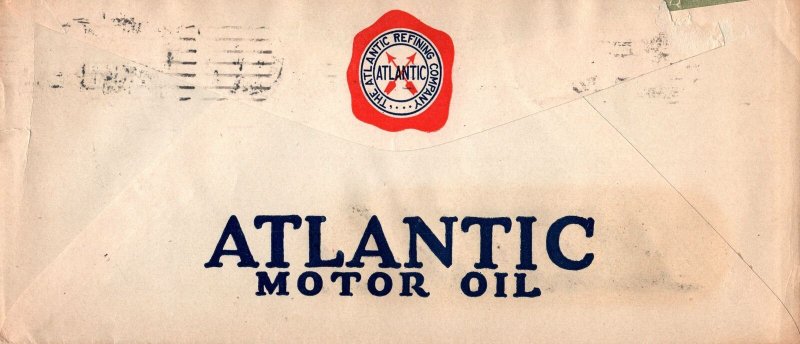 THE ATLANTIC REFINING COMPANY
ATLANTIC
ATLANTIC
MOTOR OIL